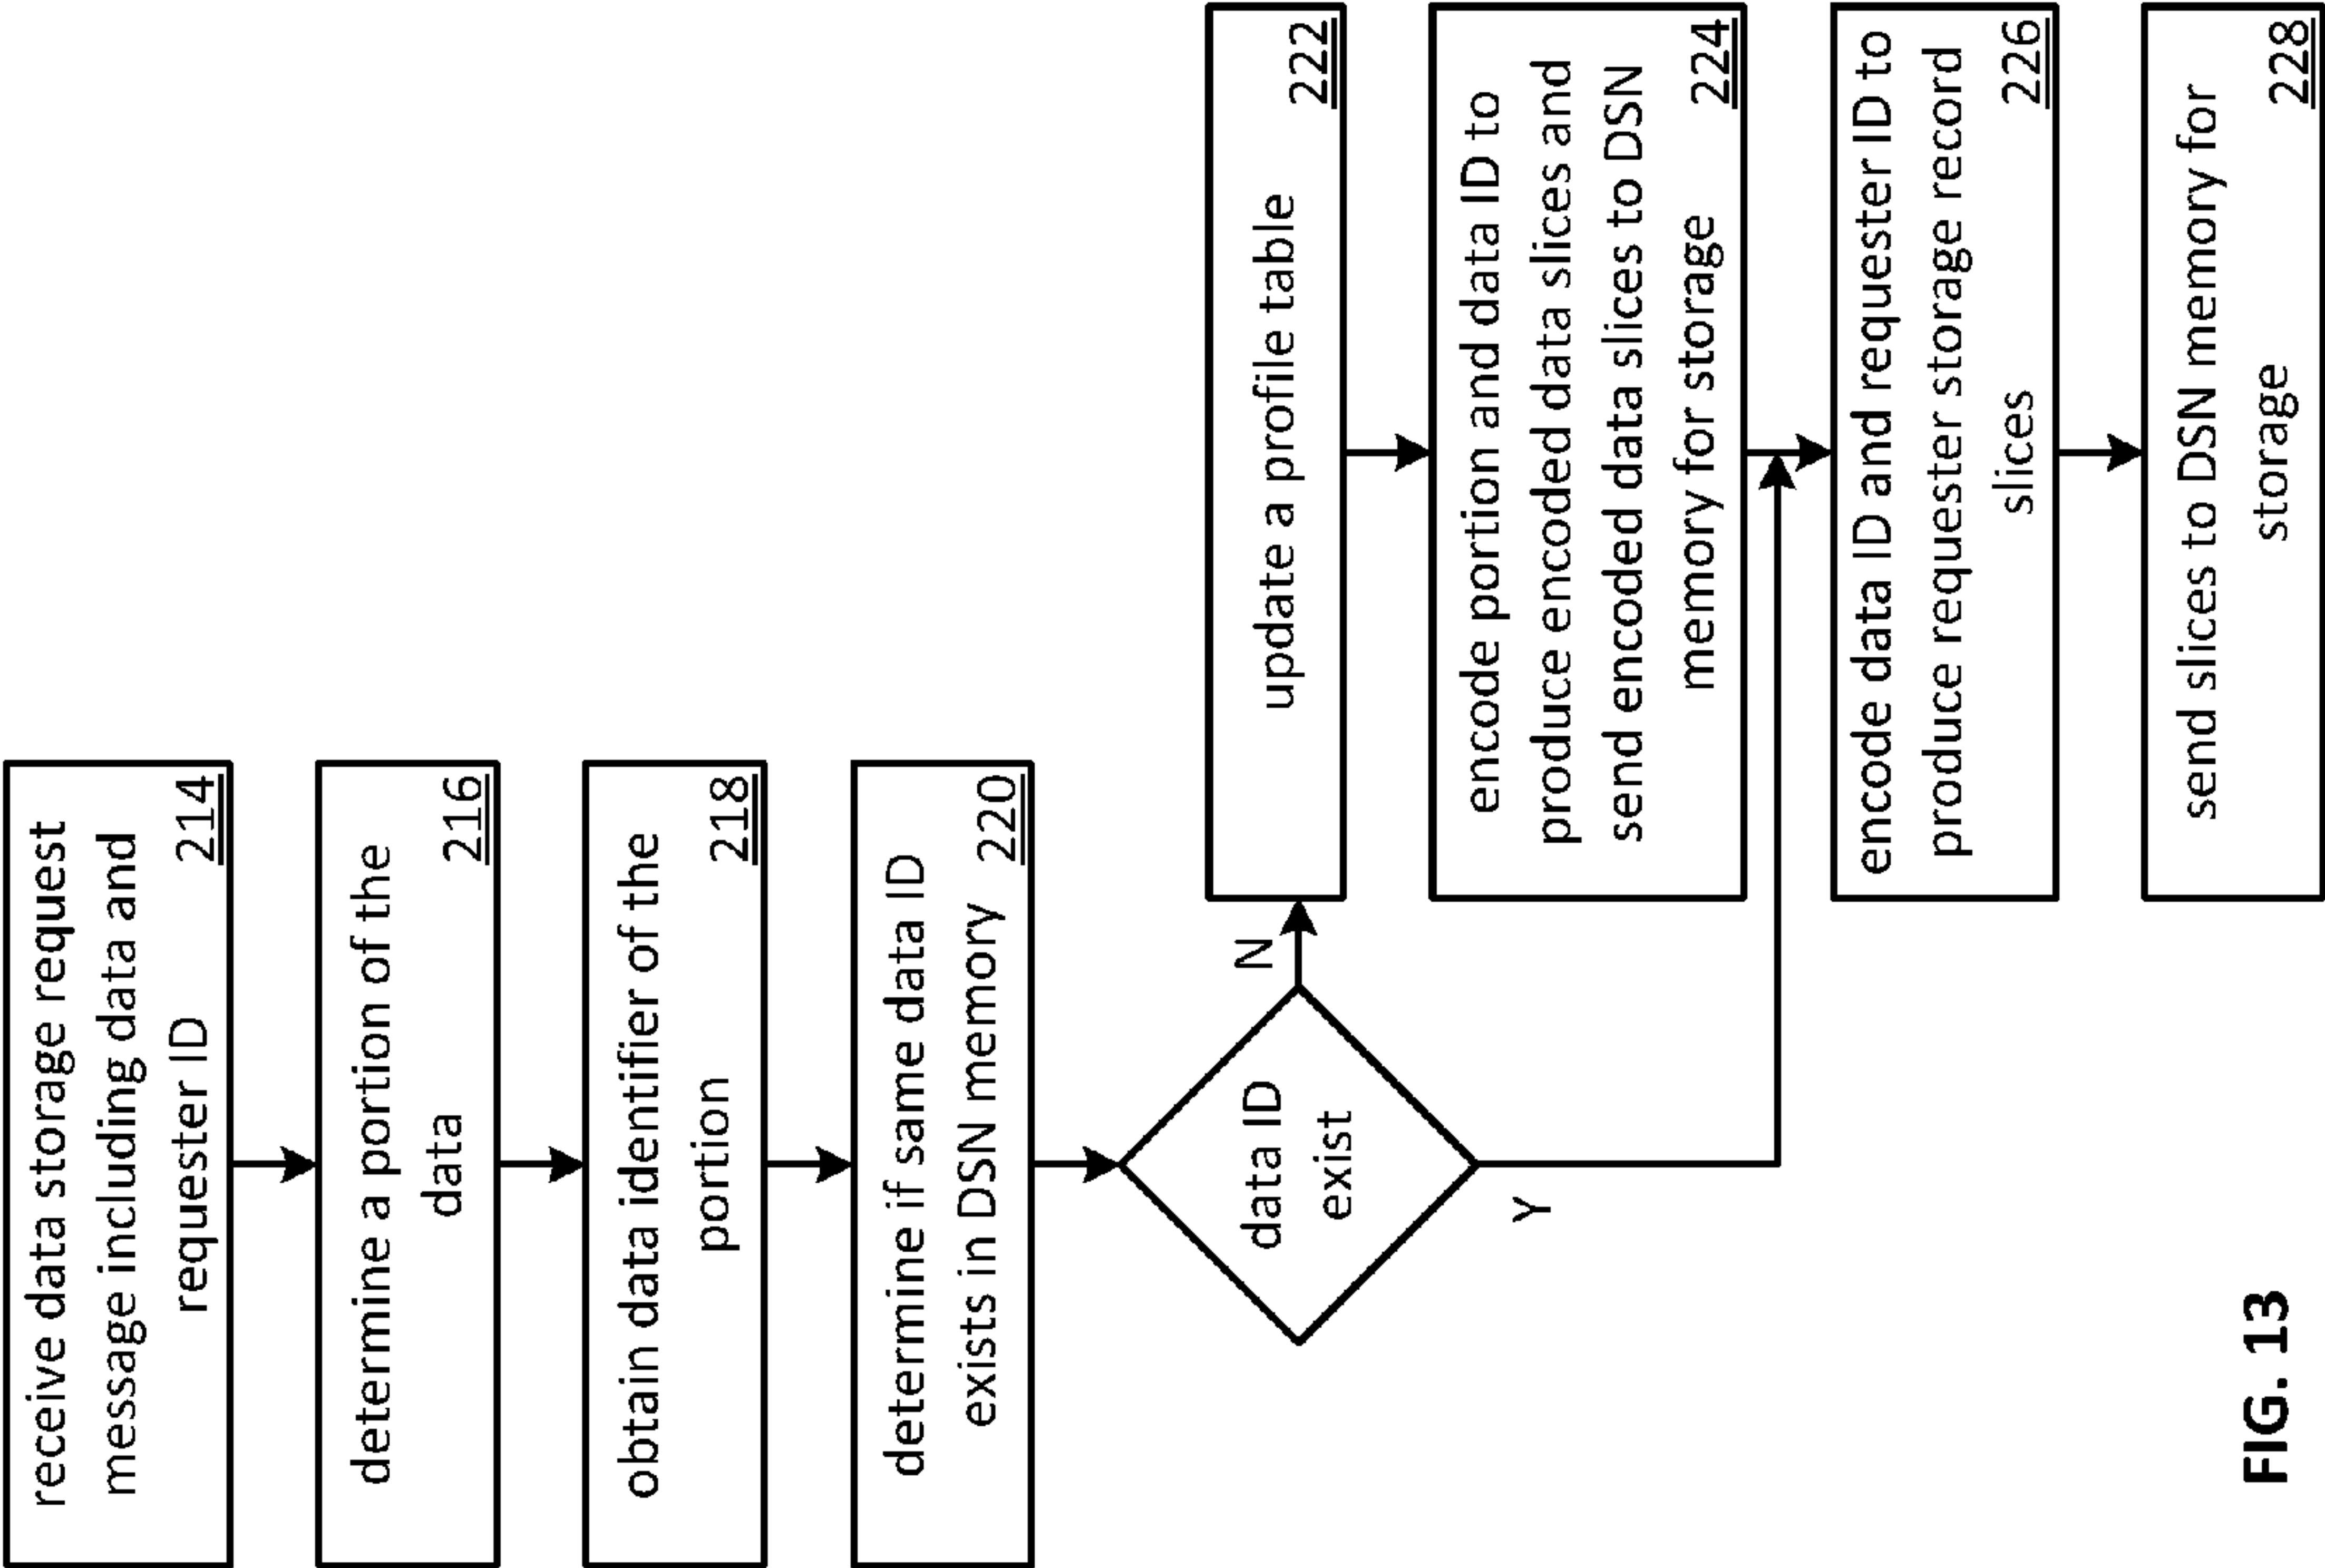 receive data storage request
message including data and
requester ID
214
determine a portion of the
data
216
obtain data identifier of the
portion
218
determine if same data ID
exists in DSN memory
220
data ID
exist
N
Y
update a profile table
222
encode portion and data ID to
produce encoded data slices and
send encoded data slices to DSN
memory for storage
224
encode data ID and requester ID to
produce requester storage record
slices
226
send slices to DSN memory for
storage
228
FIG. 13